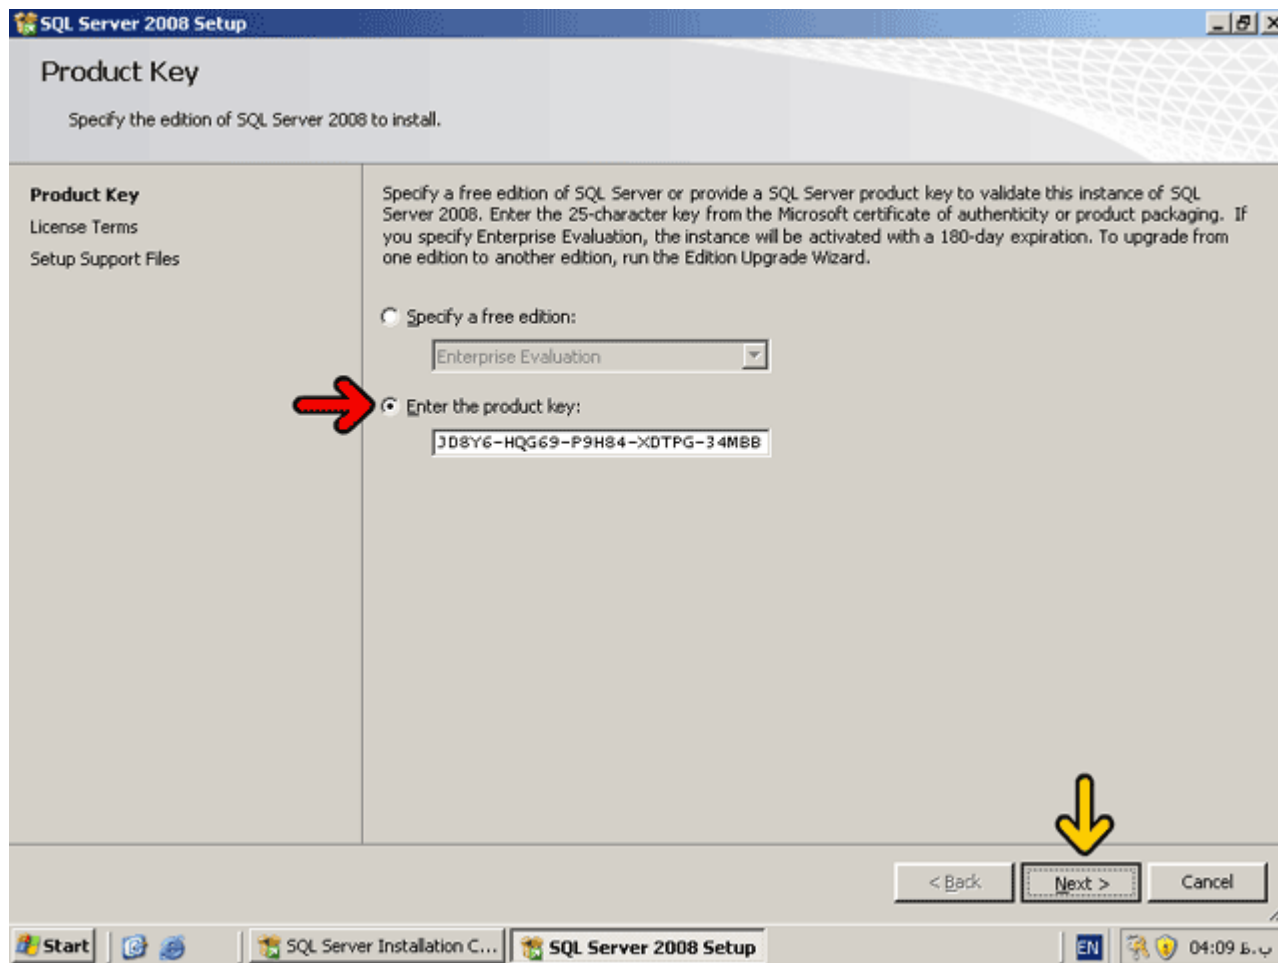 SQL Server 2008 Setup
Product Key
Specify the edition of SQL Server 2008 to install.
Product Key
License Terms
Setup Support Files
Specify a free edition of SQL Server or provide a SQL Server product key to validate this instance of SQL
Server 2008. Enter the 25-character key from the Microsoft certificate of authenticity or product packaging. If
you specify Enterprise Evaluation, the instance will be activated with a 180-day expiration. To upgrade from
one edition to another edition, run the Edition Upgrade Wizard.
Specify a free edition:
Enterprise Evaluation
Enter the product key:
JD8Y6-HQG69-P9H84-XDTPG-34MBB
< Back
Next >
Cancel
Start
SQL Server Installation C...
SQL Server 2008 Setup
EN
04:09 ب.ظ